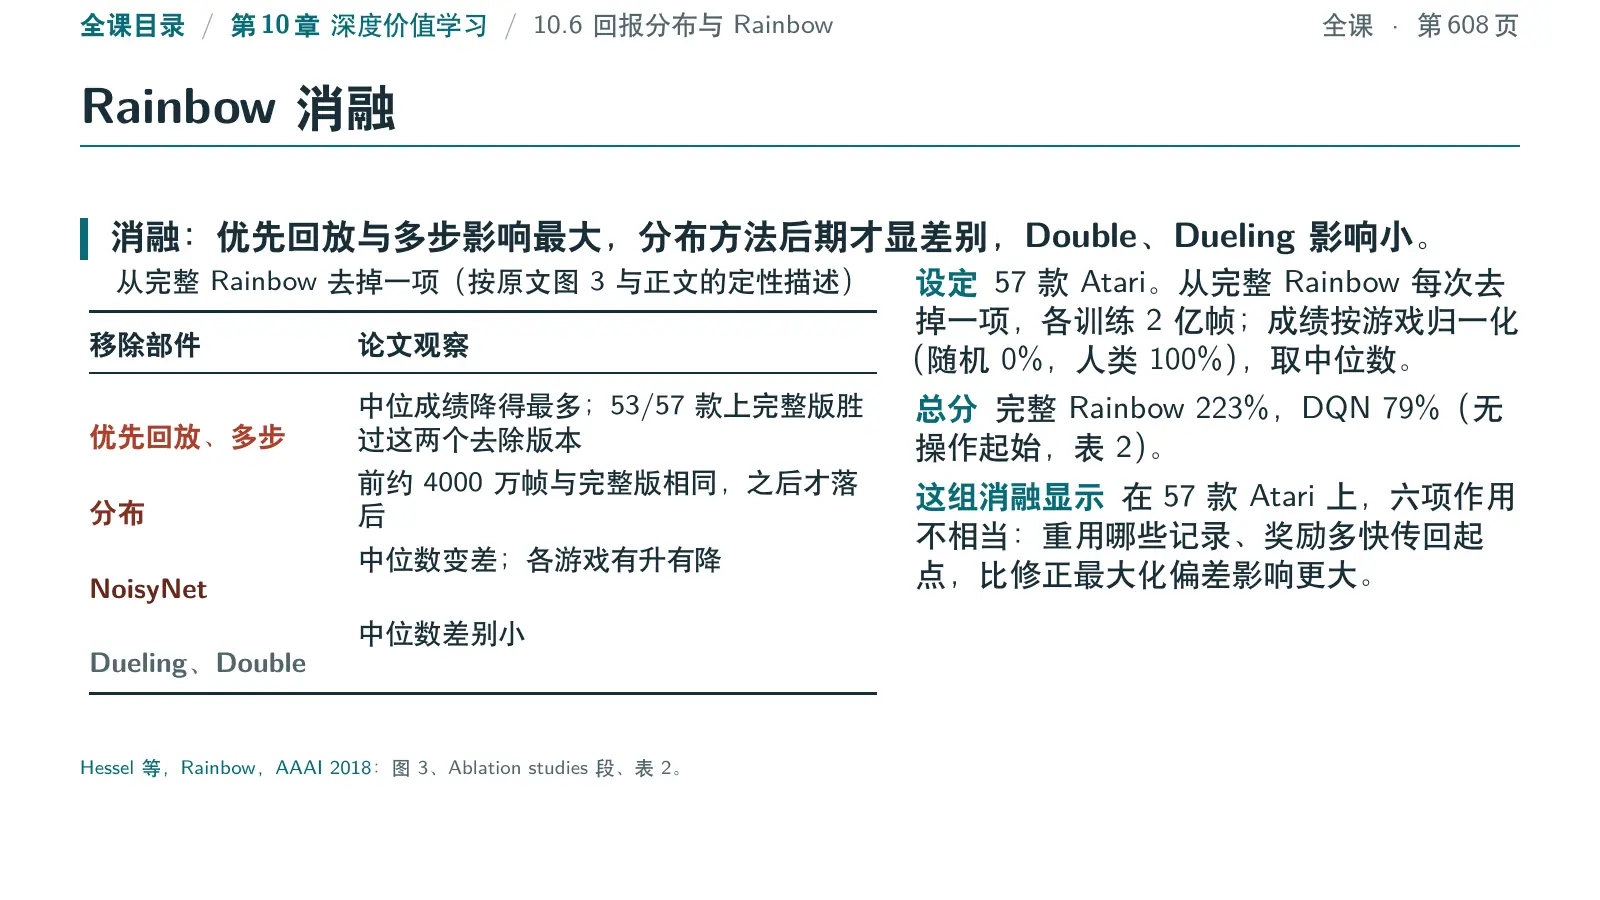 全课目录 / 第 10 章 深度价值学习 / 10.6 回报分布与 Rainbow
全课 · 第 608 页
Rainbow 消融
消融：优先回放与多步影响最大，分布方法后期才显差别，Double、Dueling 影响小。
从完整 Rainbow 去掉一项（按原文图 3 与正文的定性描述）
移除部件 论文观察
优先回放、多步 中位成绩降得最多；53/57 款上完整版胜
过这两个去除版本
分布 前约 4000 万帧与完整版相同，之后才落
后
NoisyNet 中位数变差；各游戏有升有降
Dueling、Double 中位数差别小
设定 57 款 Atari。从完整 Rainbow 每次去
掉一项，各训练 2 亿帧；成绩按游戏归一化
（随机 0%，人类 100%），取中位数。
总分 完整 Rainbow 223%，DQN 79%（无
操作起始，表 2）。
这组消融显示 在 57 款 Atari 上，六项作用
不相当：重用哪些记录、奖励多快传回起
点，比修正最大化偏差影响更大。
Hessel 等，Rainbow，AAAI 2018：图 3、Ablation studies 段、表 2。